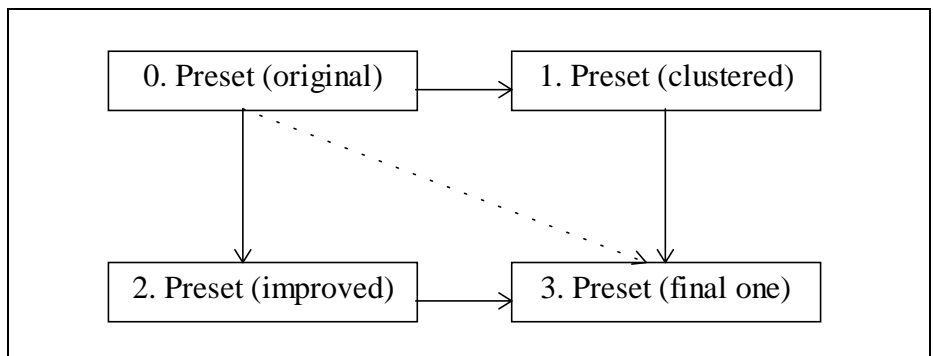 0. Preset (original)
1. Preset (clustered)
2. Preset (improved)
3. Preset (final one)